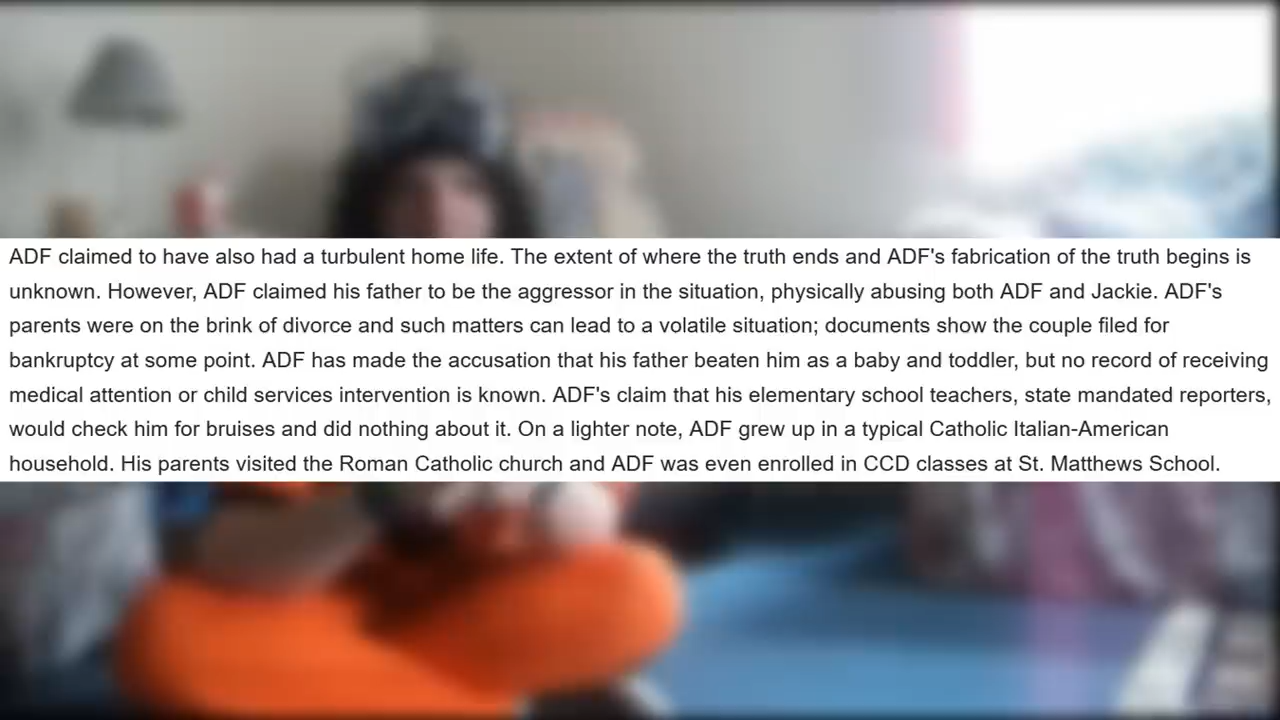 ADF claimed to have also had a turbulent home life. The extent of where the truth ends and ADF's fabrication of the truth begins is
unknown. However, ADF claimed his father to be the aggressor in the situation, physically abusing both ADF and Jackie. ADF's
parents were on the brink of divorce and such matters can lead to a volatile situation; documents show the couple filed for
bankruptcy at some point. ADF has made the accusation that his father beaten him as a baby and toddler, but no record of receiving
medical attention or child services intervention is known. ADF's claim that his elementary school teachers, state mandated reporters,
would check him for bruises and did nothing about it. On a lighter note, ADF grew up in a typical Catholic Italian-American
household. His parents visited the Roman Catholic church and ADF was even enrolled in CCD classes at St. Matthews School.